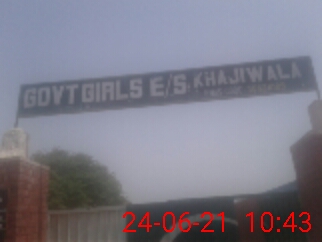 GOVT GIRLS E/S. KHAJIWALA
24-06-21 10:43